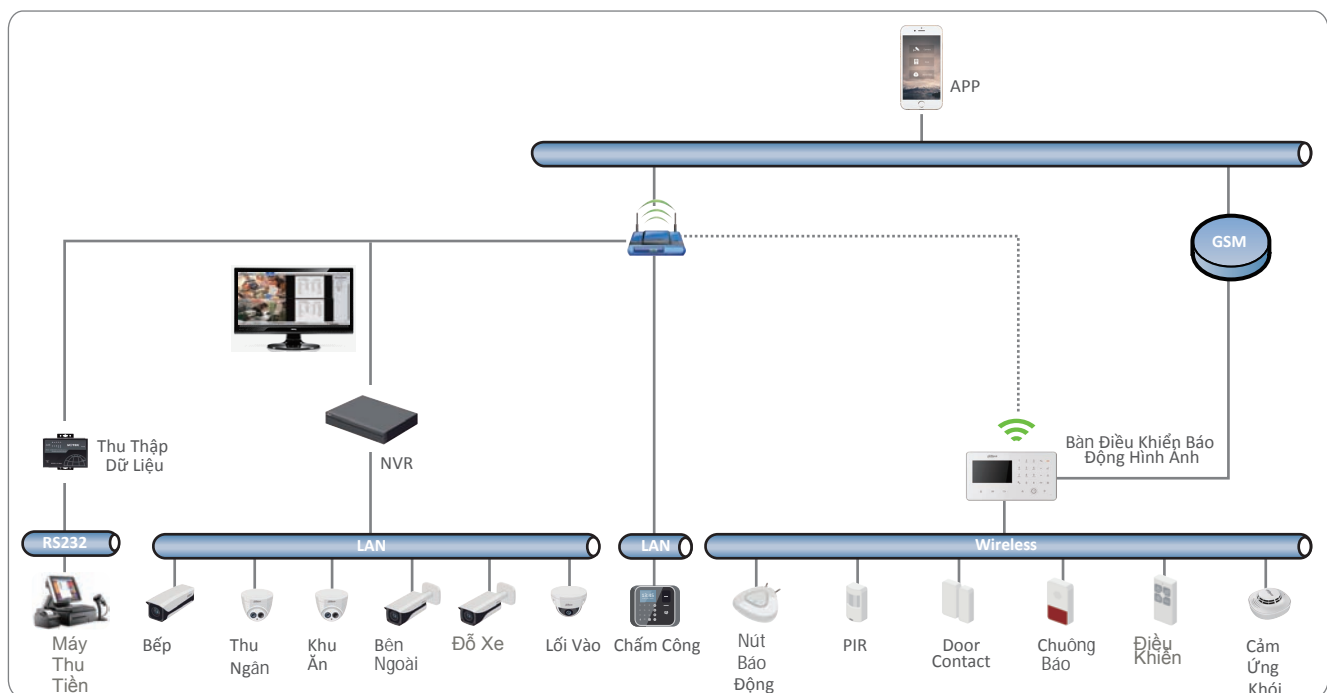 APP
GSM
Thu Thập
Dữ Liệu
NVR
Bàn Điều Khiển Báo
Động Hình Ảnh
RS232
LAN
LAN
Wireless
Máy
Thu
Tiền
Bếp
Thu
Ngân
Khu
Ăn
Bên
Ngoài
Đỗ Xe
Lối Vào
Chấm Công
Nút
Báo
Động
PIR
Door
Contact
Chuông
Báo
Điều
Khiển
Cảm
Ứng
Khói